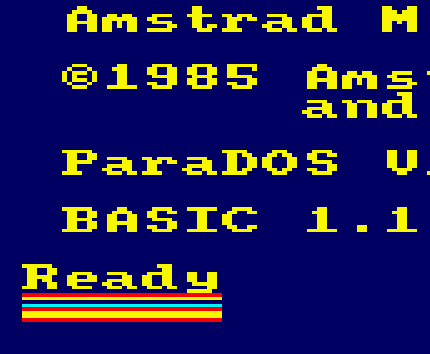 Amstrad M
©1985 Ams
and
ParaDOS V
BASIC 1.1
Ready